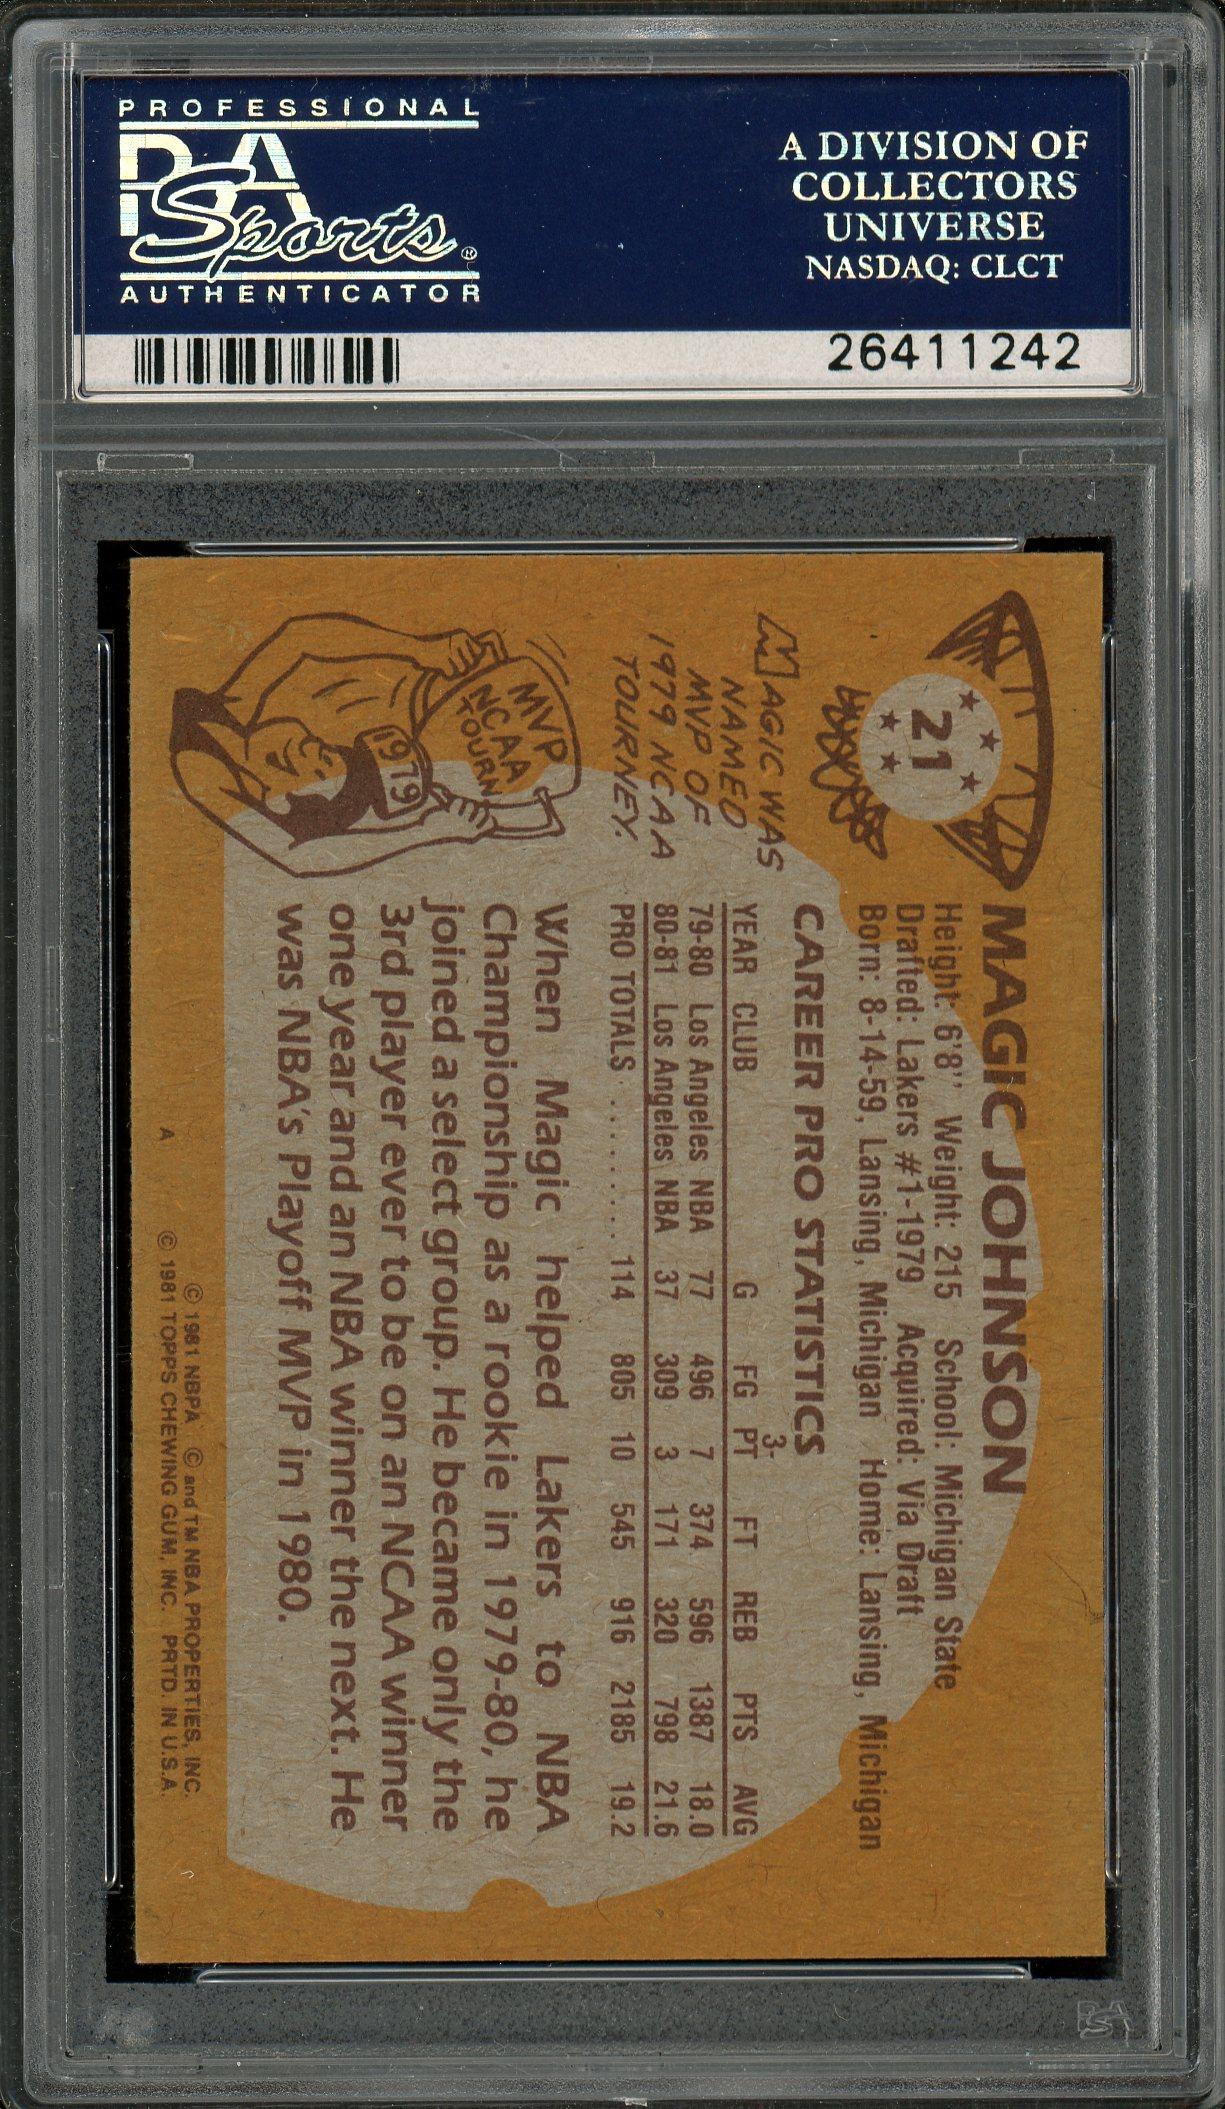 PROFESSIONAL
PSA
Sports®
AUTHENTICATOR
A DIVISION OF
COLLECTORS
UNIVERSE
NASDAQ: CLCT
26411242
21
MAGIC JOHNSON
Height: 6'8" Weight: 215 School: Michigan State
Drafted: Lakers #1-1979 Acquired: Via Draft
Born: 8-14-59, Lansing, Michigan Home: Lansing, Michigan
MAGIC WAS
NAMED
MVP OF
1979 NCAA
TOURNEY.
MVP
NCAA
TOURN
1979
CAREER PRO STATISTICS
YEAR CLUB G FG 3-PT FT REB PTS AVG
79-80 Los Angeles NBA 77 496 7 374 596 1387 18.0
80-81 Los Angeles NBA 37 309 3 171 320 798 21.6
PRO TOTALS ........ 114 805 10 545 916 2185 19.2
When Magic helped Lakers to NBA
Championship as a rookie in 1979-80, he
joined a select group. He became only the
3rd player ever to be on an NCAA winner
one year and an NBA winner the next. He
was NBA's Playoff MVP in 1980.
© 1981 NBPA © and TM NBA PROPERTIES, INC.
A © 1981 TOPPS CHEWING GUM, INC. PRTD. IN U.S.A.